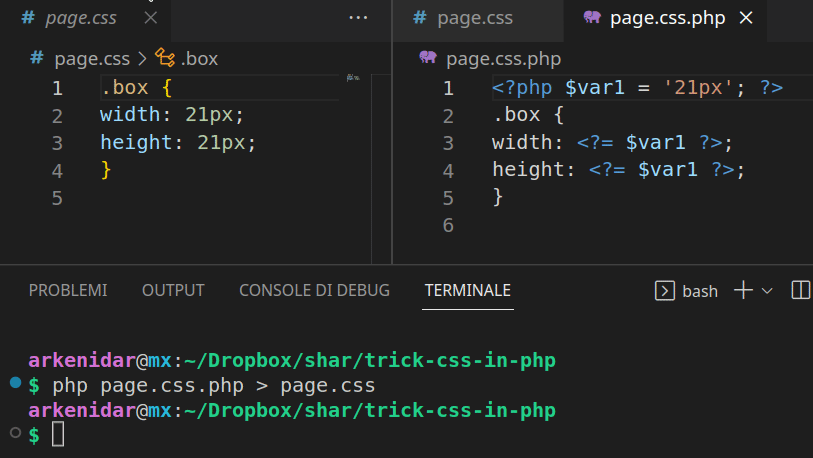 # page.css
# page.css > .box
1 .box {
2 width: 21px;
3 height: 21px;
4 }
5
# page.css
page.css.php
page.css.php
1 <?php $var1 = '21px'; ?>
2 .box {
3 width: <?= $var1 ?>;
4 height: <?= $var1 ?>;
5 }
6
PROBLEMI OUTPUT CONSOLE DI DEBUG TERMINALE bash
arkenidar@mx:~/Dropbox/shar/trick-css-in-php
$ php page.css.php > page.css
arkenidar@mx:~/Dropbox/shar/trick-css-in-php
$